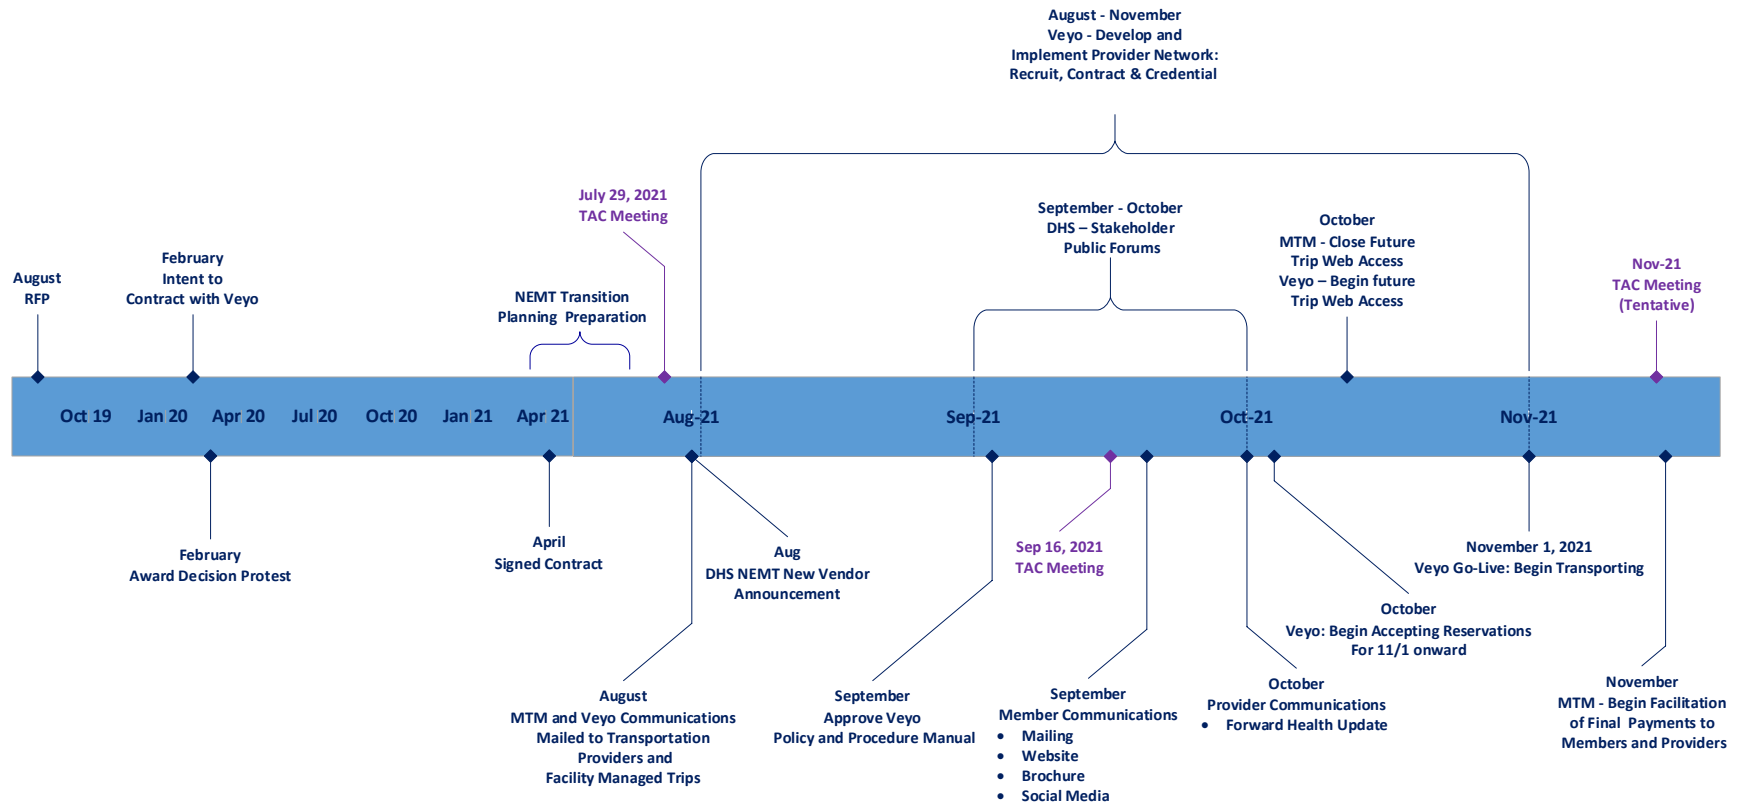 August - November
Veyo - Develop and
Implement Provider Network:
Recruit, Contract & Credential
July 29, 2021
TAC Meeting
September - October
DHS – Stakeholder
Public Forums
October
MTM - Close Future
Trip Web Access
Veyo – Begin future
Trip Web Access
February
Intent to
Contract with Veyo
August
RFP
NEMT Transition
Planning  Preparation
Nov-21
TAC Meeting
(Tentative)
Oct 19
Jan 20
Apr 20
Jul 20
Oct 20
Jan 21
Apr 21
Aug-21
Sep-21
Oct-21
Nov-21
February
Award Decision Protest
April
Signed Contract
Aug
DHS NEMT New Vendor
Announcement
Sep 16, 2021
TAC Meeting
November 1, 2021
Veyo Go-Live: Begin Transporting
October
Veyo: Begin Accepting Reservations
For 11/1 onward
August
MTM and Veyo Communications
Mailed to Transportation
Providers and
Facility Managed Trips
September
Approve Veyo
Policy and Procedure Manual
September
Member Communications
• Mailing
• Website
• Brochure
• Social Media
October
Provider Communications
• Forward Health Update
November
MTM - Begin Facilitation
of Final  Payments to
Members and Providers